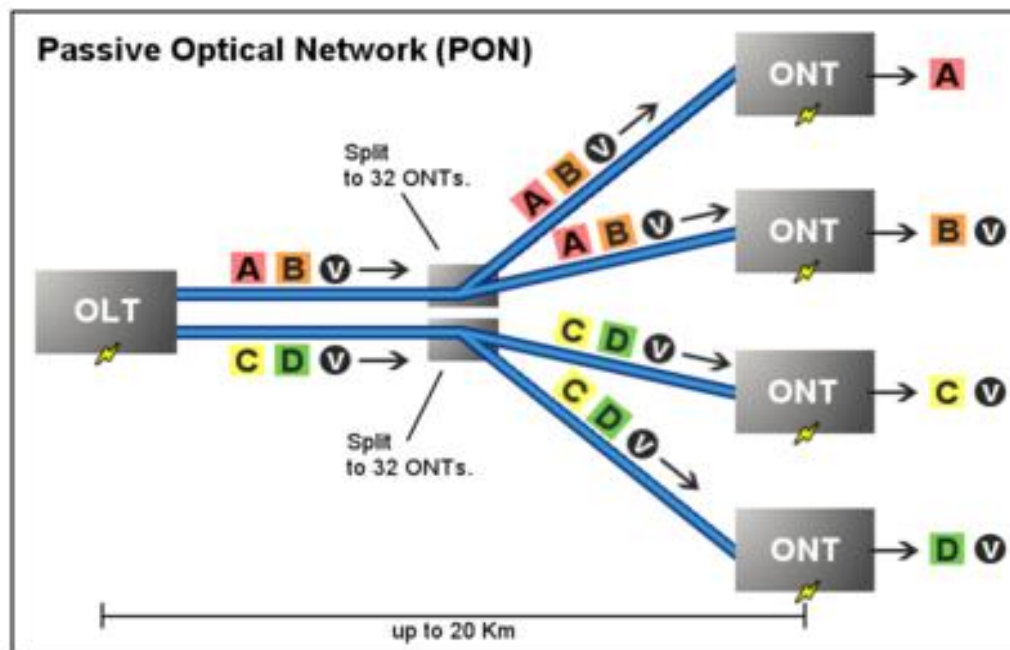 Passive Optical Network (PON)
ONT
A
Split
to 32 ONTs.
A B V
ONT
B V
A B V
A B V
OLT
C D V
C D V
ONT
C V
C D V
Split
to 32 ONTs.
ONT
D V
up to 20 Km